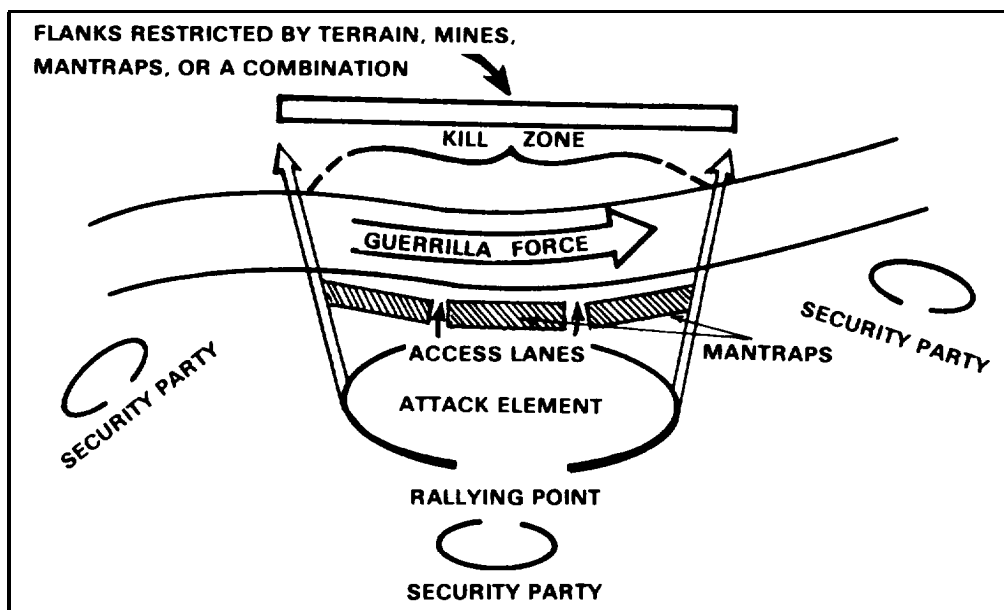 FLANKS RESTRICTED BY TERRAIN, MINES,
MANTRAPS, OR A COMBINATION
KILL ZONE
GUERRILLA FORCE
SECURITY PARTY
ACCESS LANES
MANTRAPS
SECURITY PARTY
ATTACK ELEMENT
RALLYING POINT
SECURITY PARTY